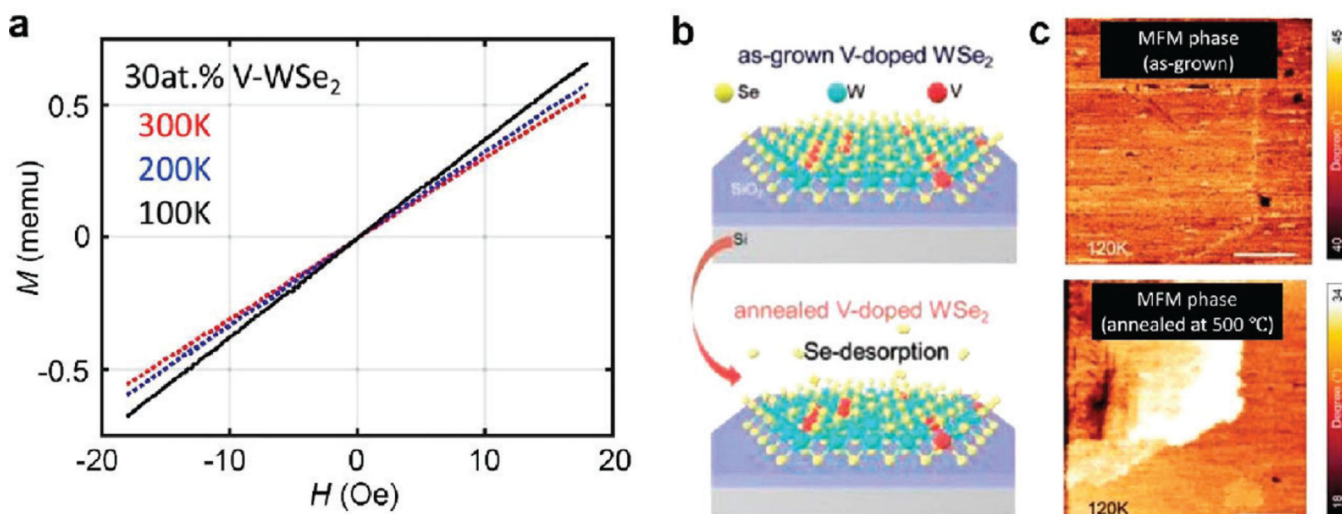 a
30at.% V-WSe₂
300K
200K
100K
0.5
0
-0.5
-20
-10
0
10
20
M (memu)
H (Oe)
b
as-grown V-doped WSe₂
Se
W
V
SiO₂
Si
annealed V-doped WSe₂
Se-desorption
c
MFM phase
(as-grown)
120K
45
Degree (°)
40
MFM phase
(annealed at 500 °C)
120K
34
Degree (°)
18